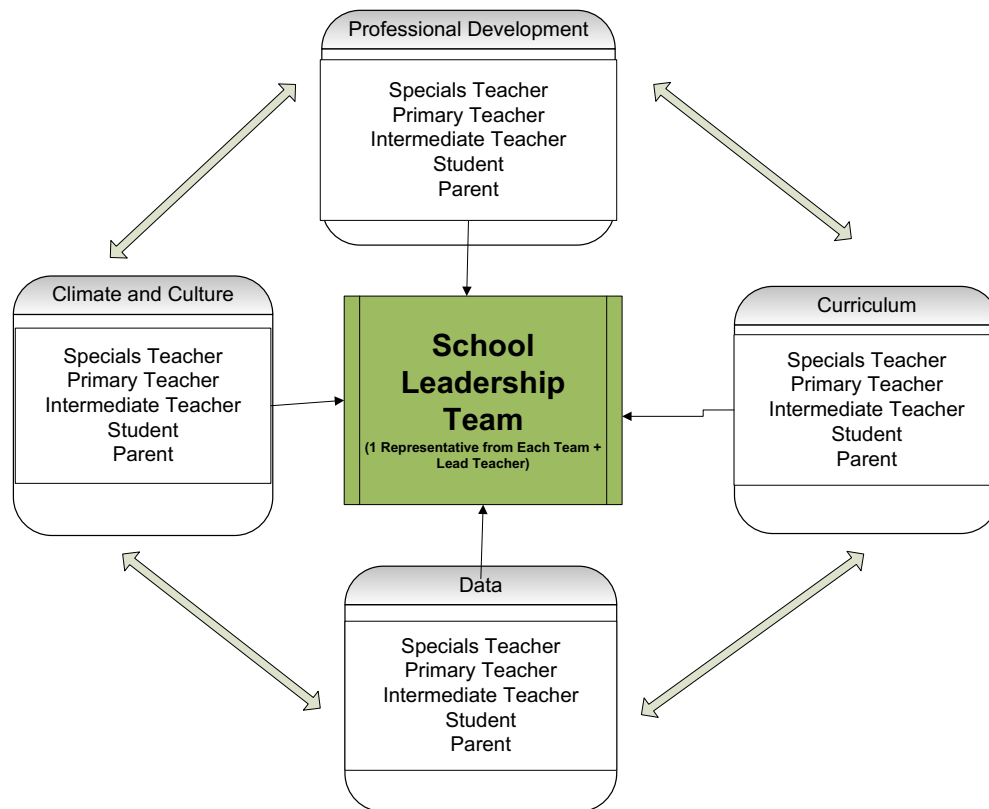 Professional Development
Specials Teacher
Primary Teacher
Intermediate Teacher
Student
Parent
Climate and Culture
Specials Teacher
Primary Teacher
Intermediate Teacher
Student
Parent
School
Leadership
Team
(1 Representative from Each Team +
Lead Teacher)
Curriculum
Specials Teacher
Primary Teacher
Intermediate Teacher
Student
Parent
Data
Specials Teacher
Primary Teacher
Intermediate Teacher
Student
Parent